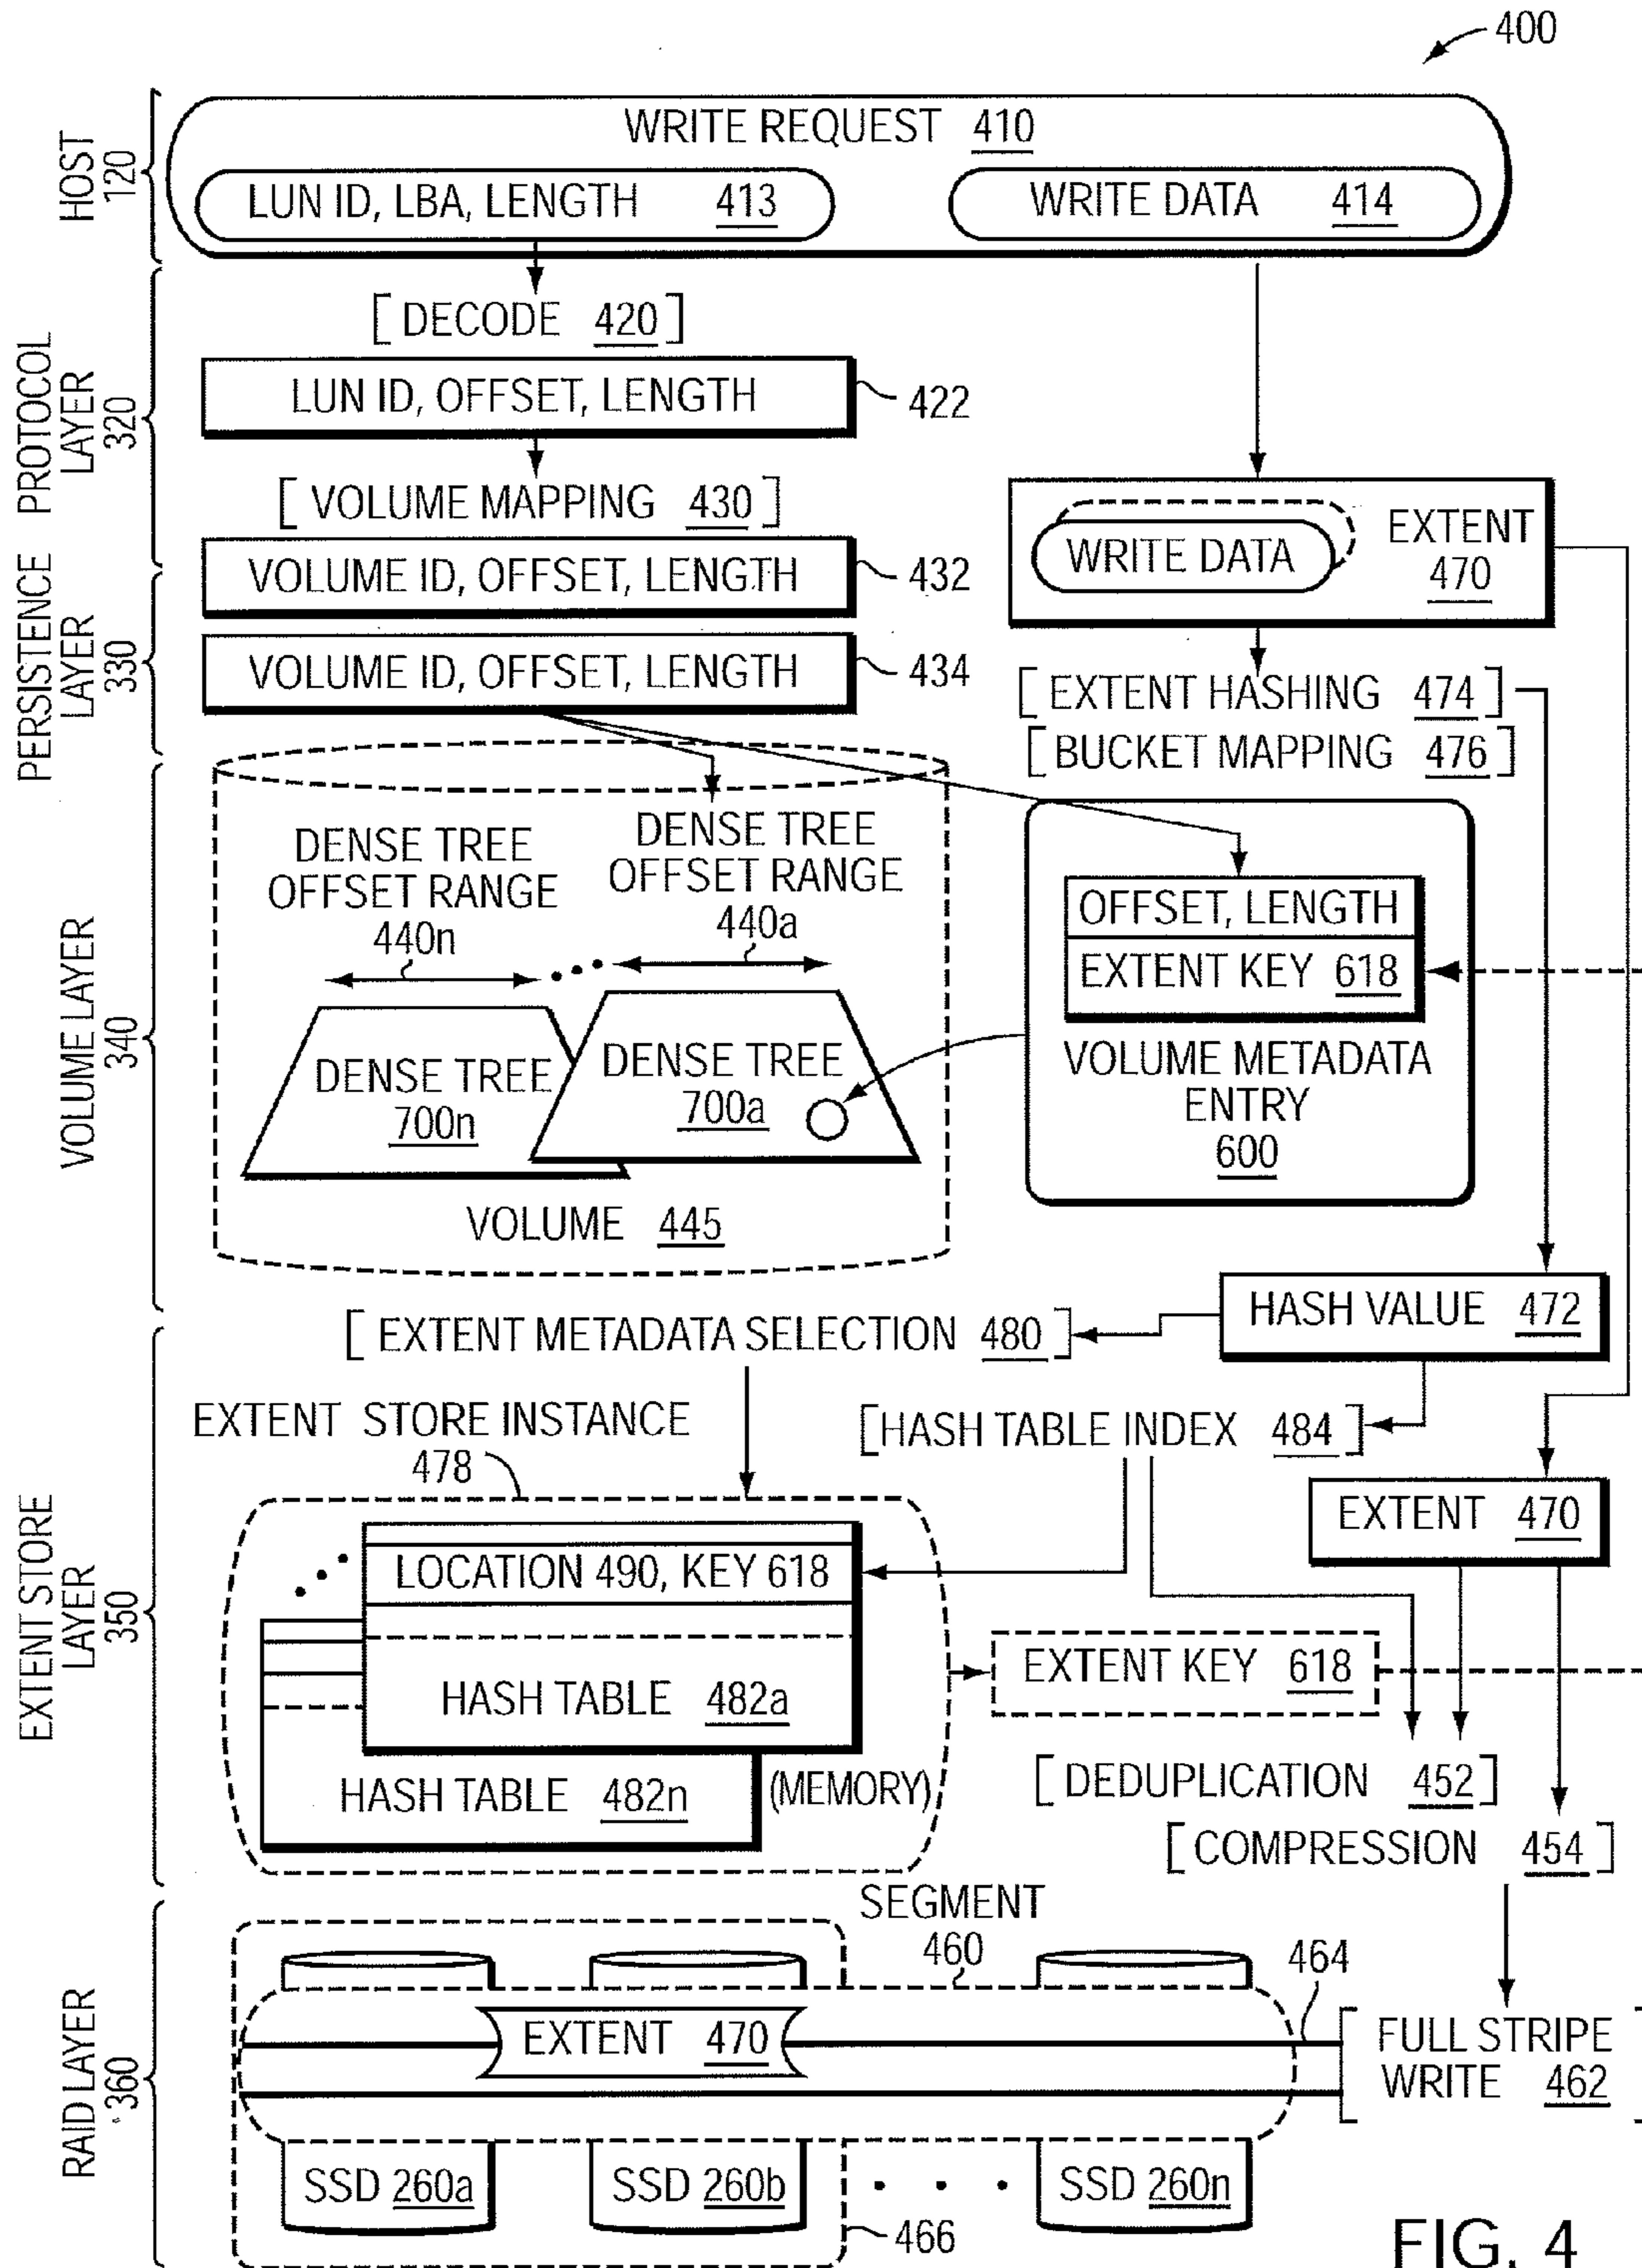 400
HOST
120
WRITE REQUEST 410
LUN ID, LBA, LENGTH 413
WRITE DATA 414
PROTOCOL
LAYER
320
[DECODE 420]
LUN ID, OFFSET, LENGTH
422
[VOLUME MAPPING 430]
VOLUME ID, OFFSET, LENGTH
432
WRITE DATA
EXTENT
470
PERSISTENCE
LAYER
330
VOLUME ID, OFFSET, LENGTH
434
[EXTENT HASHING 474]
[BUCKET MAPPING 476]
VOLUME LAYER
340
DENSE TREE
OFFSET RANGE
440n
DENSE TREE
OFFSET RANGE
440a
DENSE TREE
700n
DENSE TREE
700a
VOLUME 445
OFFSET, LENGTH
EXTENT KEY 618
VOLUME METADATA
ENTRY
600
HASH VALUE 472
EXTENT STORE
LAYER
350
[EXTENT METADATA SELECTION 480]
EXTENT STORE INSTANCE
478
[HASH TABLE INDEX 484]
EXTENT 470
LOCATION 490, KEY 618
HASH TABLE 482a
HASH TABLE 482n
(MEMORY)
EXTENT KEY 618
[DEDUPLICATION 452]
[COMPRESSION 454]
RAID LAYER
360
SEGMENT
460
464
EXTENT 470
[FULL STRIPE
WRITE 462]
SSD 260a
SSD 260b
. . .
SSD 260n
466
FIG. 4